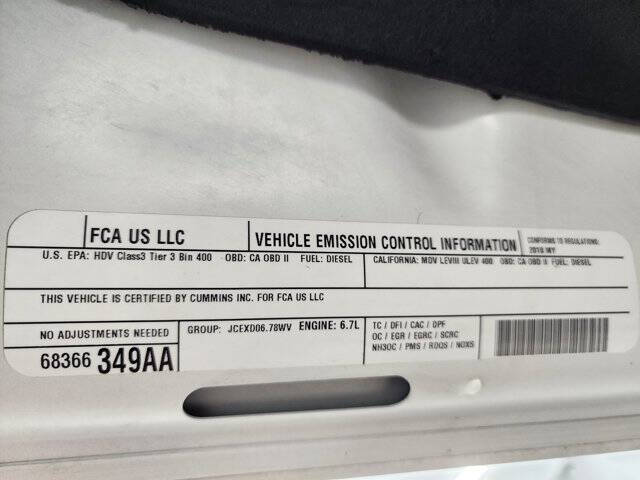 FCA US LLC
VEHICLE EMISSION CONTROL INFORMATION
CONFORMS TO REGULATIONS:
2018 MY
U.S. EPA: HDV Class3 Tier 3 Bin 400 OBD: CA OBD II FUEL: DIESEL
CALIFORNIA: MDV LEVIII ULEV 400 OBD: CA OBD II FUEL: DIESEL
THIS VEHICLE IS CERTIFIED BY CUMMINS INC. FOR FCA US LLC
NO ADJUSTMENTS NEEDED
68366 349AA
GROUP: JCEXD06.78WV ENGINE: 6.7L
TC / DFI / CAC / DPF
OC / EGR / EGRC / SCRC
NH3OC / PMS / RDQS / NOXS